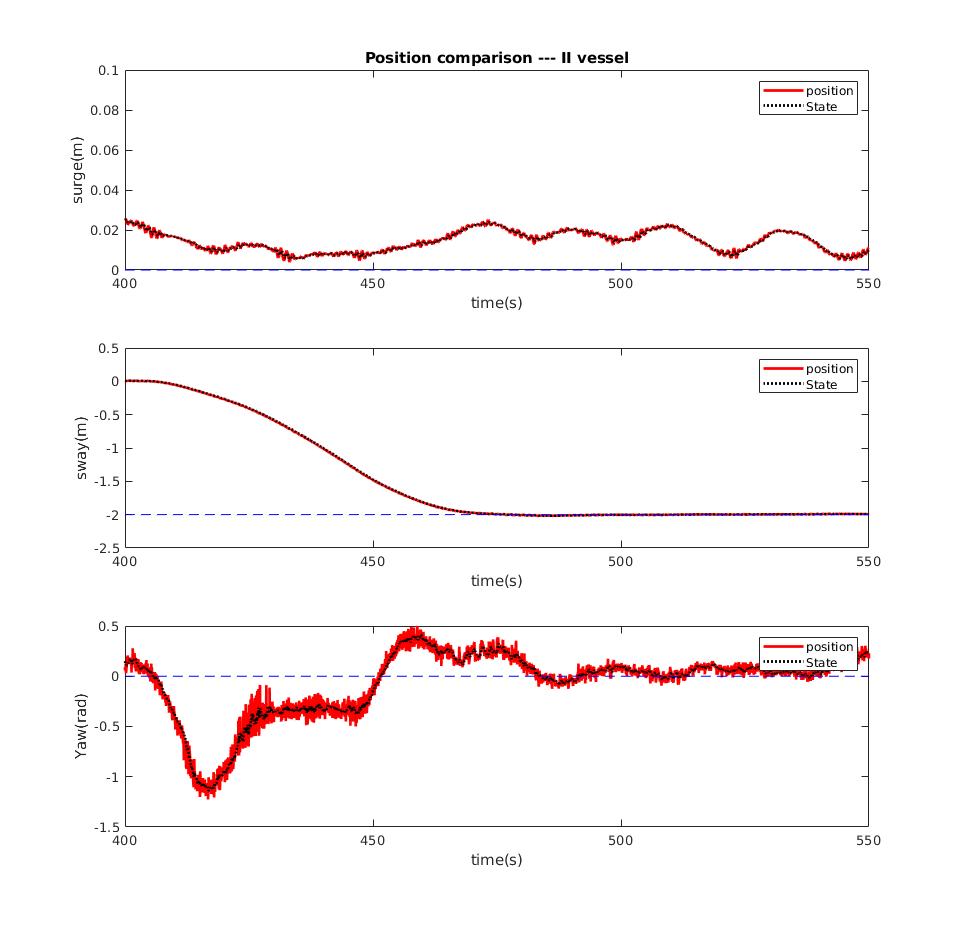 Position comparison --- II vessel
0.1
0.08
0.06
0.04
0.02
0
surge(m)
position
State
400
450
500
550
time(s)
0.5
0
-0.5
-1
-1.5
-2
-2.5
sway(m)
position
State
400
450
500
550
time(s)
0.5
0
-0.5
-1
-1.5
Yaw(rad)
position
State
400
450
500
550
time(s)